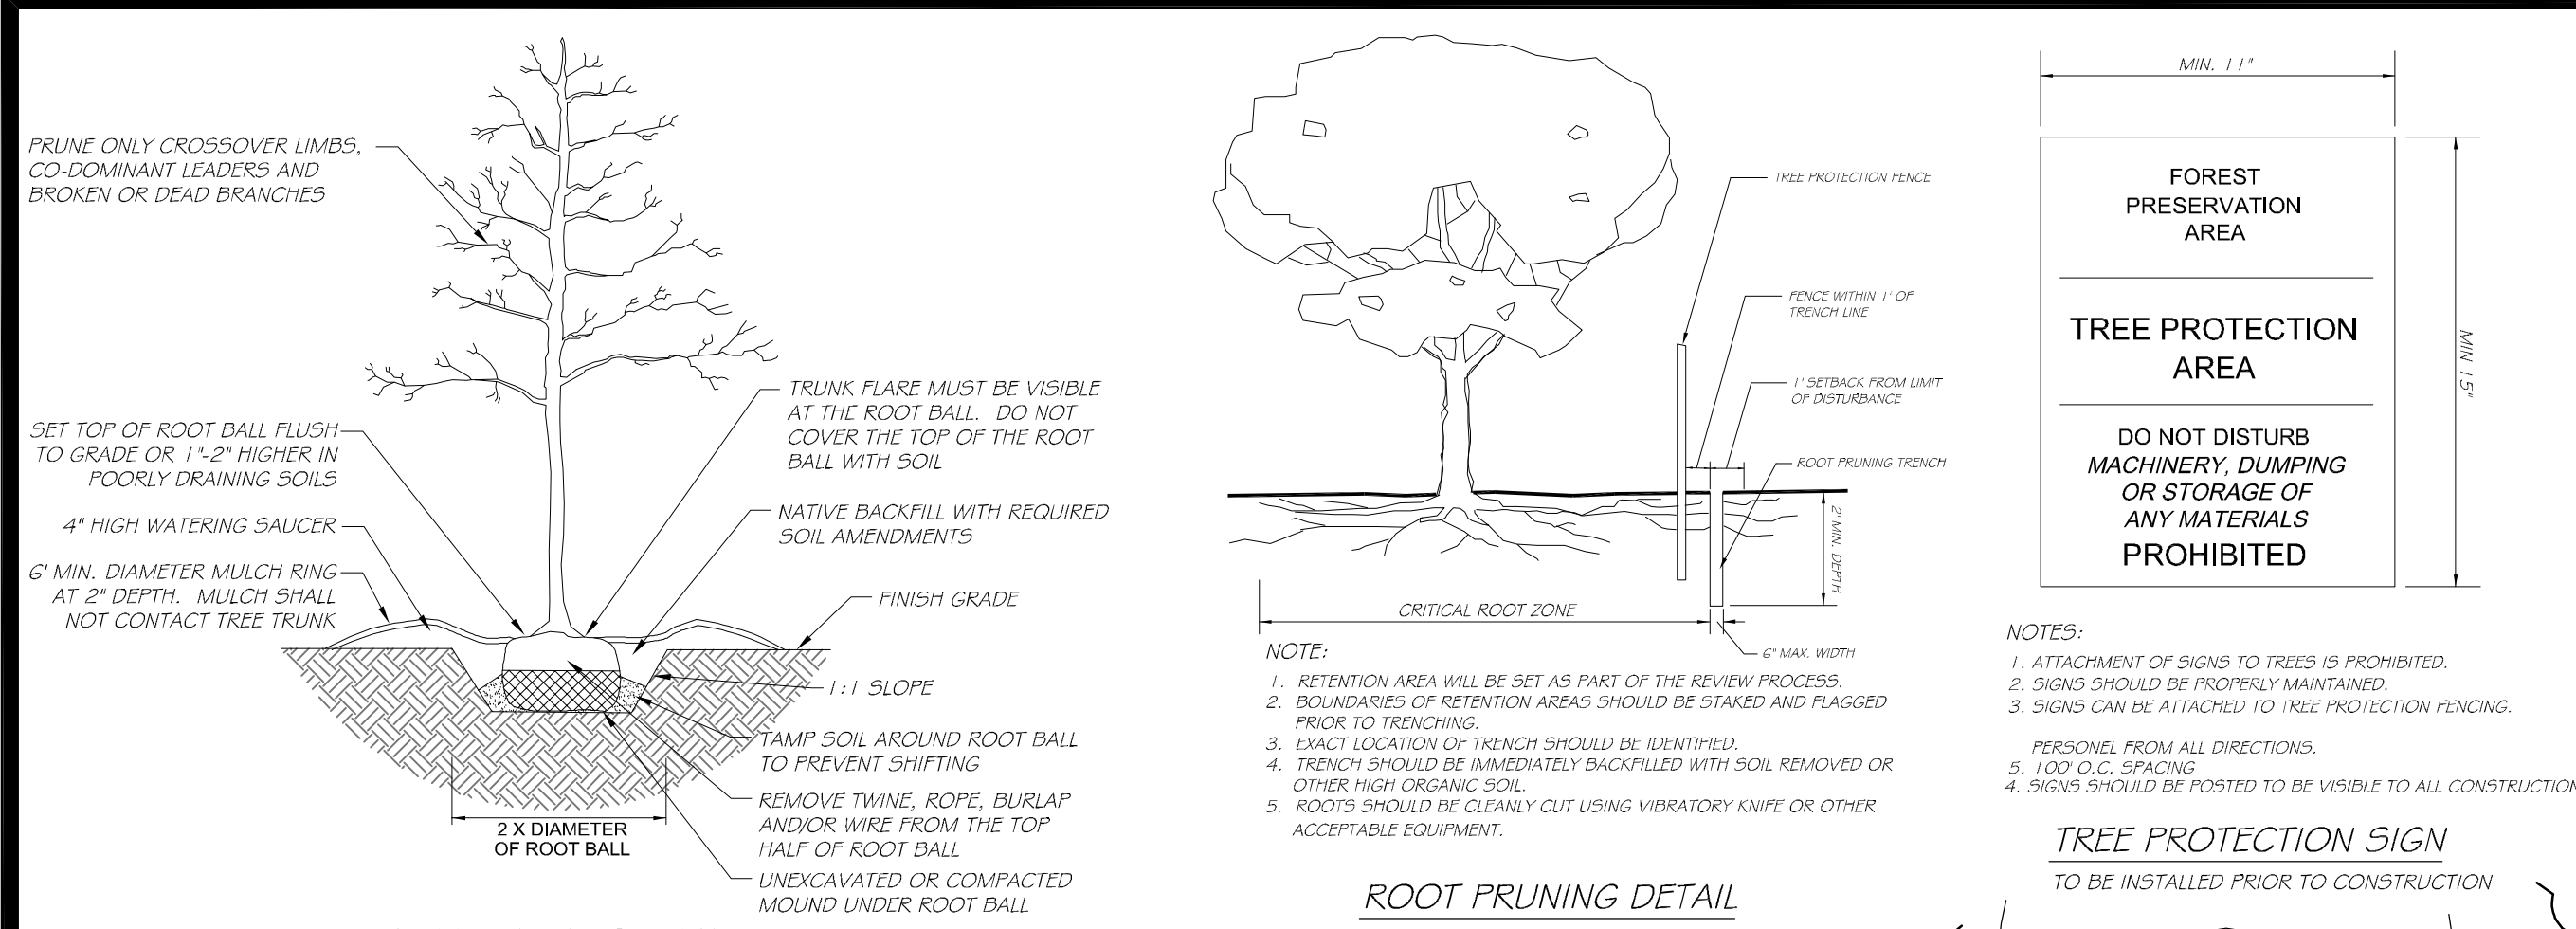 PRUNE ONLY CROSSOVER LIMBS,
CO-DOMINANT LEADERS AND
BROKEN OR DEAD BRANCHES
SET TOP OF ROOT BALL FLUSH
TO GRADE OR 1"-2" HIGHER IN
POORLY DRAINING SOILS
4" HIGH WATERING SAUCER
6' MIN. DIAMETER MULCH RING
AT 2" DEPTH. MULCH SHALL
NOT CONTACT TREE TRUNK
TRUNK FLARE MUST BE VISIBLE
AT THE ROOT BALL. DO NOT
COVER THE TOP OF THE ROOT
BALL WITH SOIL
NATIVE BACKFILL WITH REQUIRED
SOIL AMENDMENTS
FINISH GRADE
1:1 SLOPE
TAMP SOIL AROUND ROOT BALL
TO PREVENT SHIFTING
REMOVE TWINE, ROPE, BURLAP
AND/OR WIRE FROM THE TOP
HALF OF ROOT BALL
UNEXCAVATED OR COMPACTED
MOUND UNDER ROOT BALL
2 X DIAMETER
OF ROOT BALL
TREE PROTECTION FENCE
FENCE WITHIN 1' OF
TRENCH LINE
1' SETBACK FROM LIMIT
OF DISTURBANCE
ROOT PRUNING TRENCH
2' MIN. DEPTH
CRITICAL ROOT ZONE
6" MAX. WIDTH
NOTE:
1. RETENTION AREA WILL BE SET AS PART OF THE REVIEW PROCESS.
2. BOUNDARIES OF RETENTION AREAS SHOULD BE STAKED AND FLAGGED
PRIOR TO TRENCHING.
3. EXACT LOCATION OF TRENCH SHOULD BE IDENTIFIED.
4. TRENCH SHOULD BE IMMEDIATELY BACKFILLED WITH SOIL REMOVED OR
OTHER HIGH ORGANIC SOIL.
5. ROOTS SHOULD BE CLEANLY CUT USING VIBRATORY KNIFE OR OTHER
ACCEPTABLE EQUIPMENT.
ROOT PRUNING DETAIL
MIN. 11"
MIN 15"
FOREST
PRESERVATION
AREA
TREE PROTECTION
AREA
DO NOT DISTURB
MACHINERY, DUMPING
OR STORAGE OF
ANY MATERIALS
PROHIBITED
NOTES:
1. ATTACHMENT OF SIGNS TO TREES IS PROHIBITED.
2. SIGNS SHOULD BE PROPERLY MAINTAINED.
3. SIGNS CAN BE ATTACHED TO TREE PROTECTION FENCING.
PERSONEL FROM ALL DIRECTIONS.
5. 100' O.C. SPACING
4. SIGNS SHOULD BE POSTED TO BE VISIBLE TO ALL CONSTRUCTION
TREE PROTECTION SIGN
TO BE INSTALLED PRIOR TO CONSTRUCTION